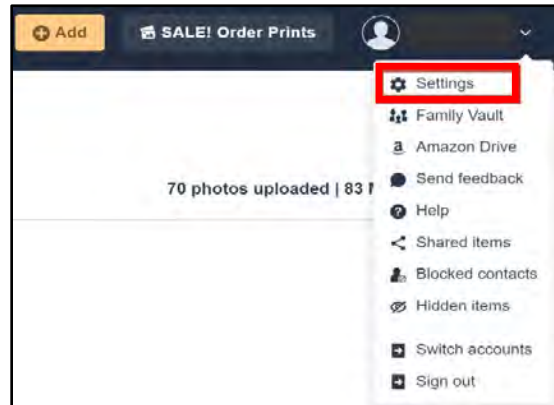 Add SALE! Order Prints
Settings
Family Vault
a Amazon Drive
Send feedback
70 photos uploaded | 83
Help
Shared items
Blocked contacts
Hidden items
Switch accounts
Sign out